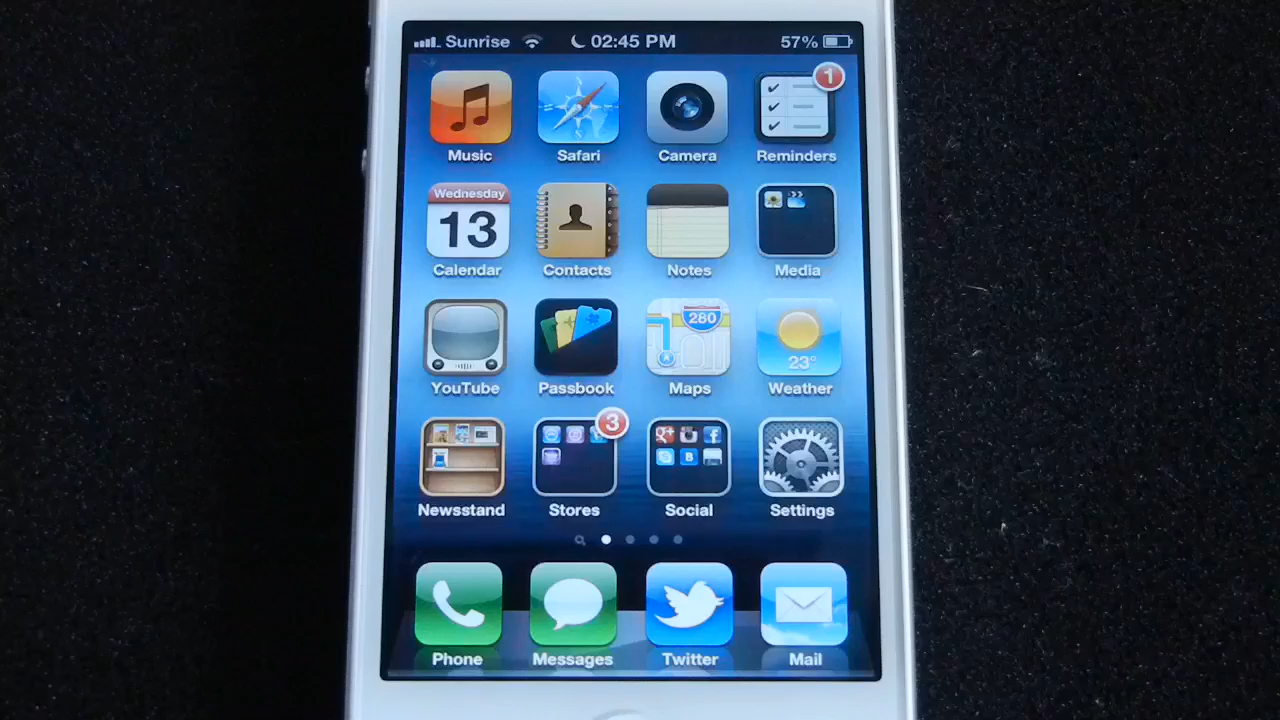 Sunrise 02:45 PM 57%
1
Music Safari Camera Reminders
Wednesday
13
Calendar Contacts Notes Media
280
23°
YouTube Passbook Maps Weather
3
g+ f
B
Newsstand Stores Social Settings
Phone Messages Twitter Mail